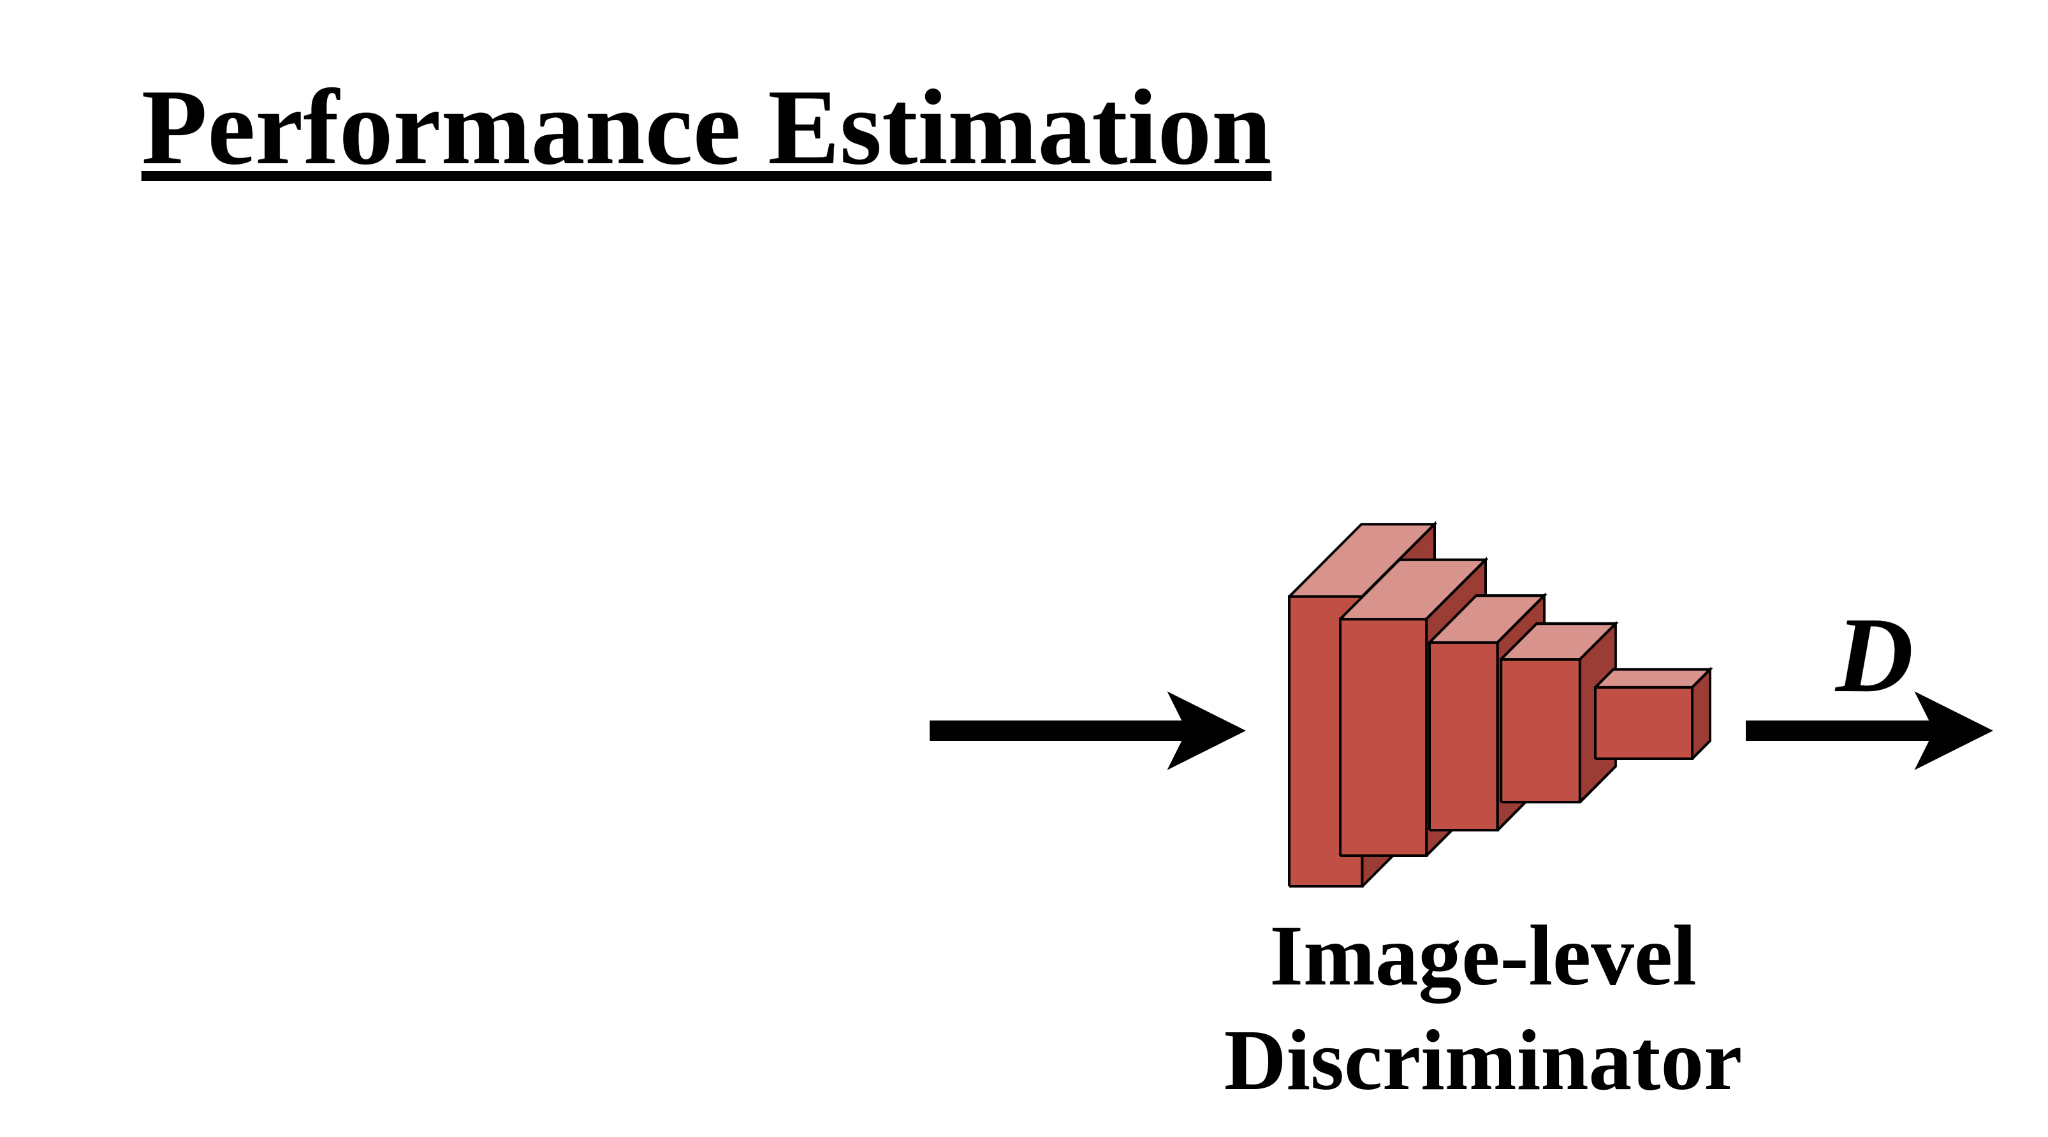 Performance Estimation
D
Image-level
Discriminator